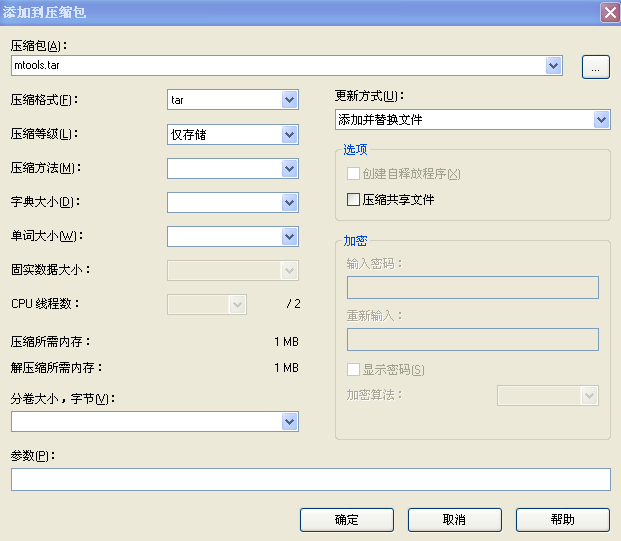 添加到压缩包
压缩包(A)：
mtools.tar
...
压缩格式(F)：
tar
更新方式(U)：
添加并替换文件
压缩等级(L)：
仅存储
选项
压缩方法(M)：
创建自释放程序(X)
字典大小(D)：
压缩共享文件
单词大小(W)：
加密
固实数据大小：
输入密码：
CPU 线程数：
/ 2
重新输入：
压缩所需内存：
1 MB
解压缩所需内存：
1 MB
显示密码(S)
加密算法：
分卷大小，字节(V)：
参数(P)：
确定
取消
帮助